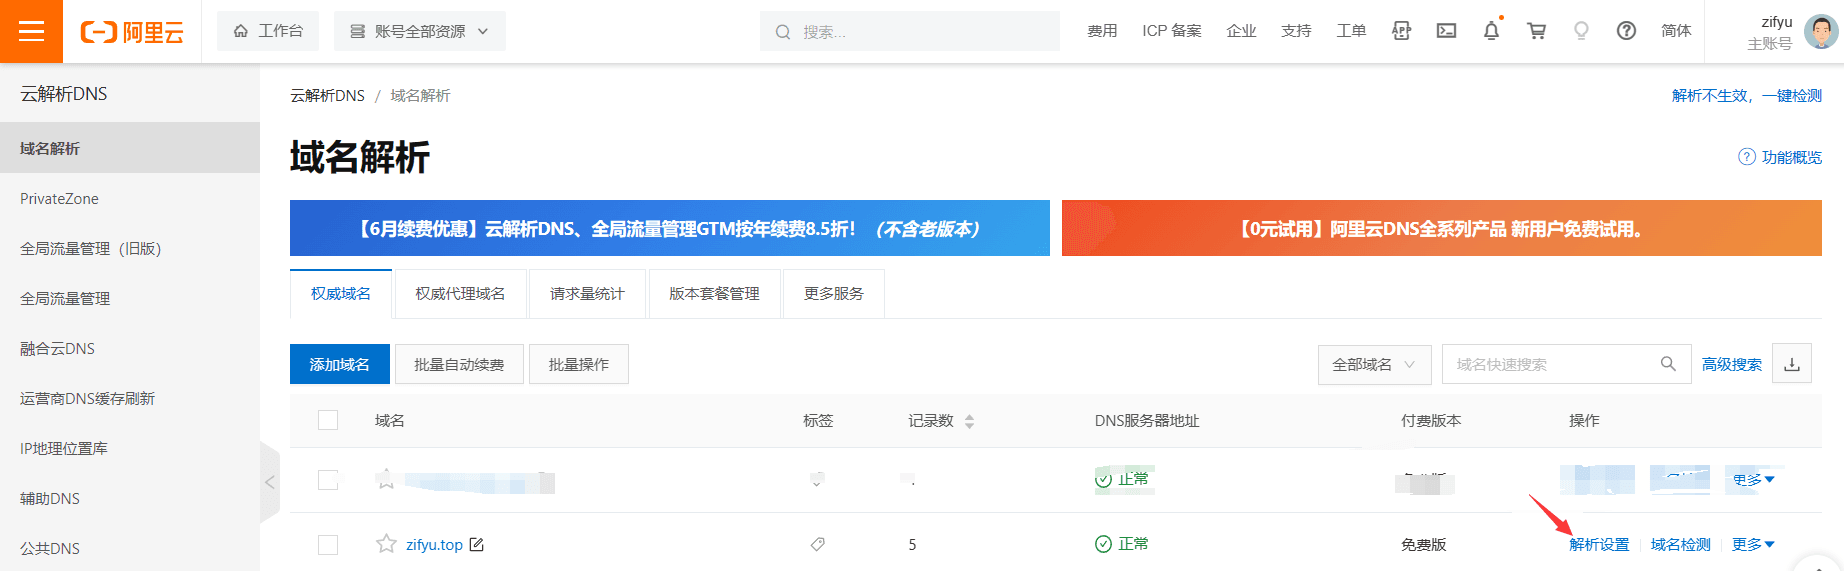 阿里云
工作台
账号全部资源
搜索...
费用
ICP 备案
企业
支持
工单
APP
简体
zifyu
主账号
云解析DNS
域名解析
PrivateZone
全局流量管理（旧版）
全局流量管理
融合云DNS
运营商DNS缓存刷新
IP地理位置库
辅助DNS
公共DNS
云解析DNS / 域名解析
解析不生效，一键检测
域名解析
功能概览
【6月续费优惠】云解析DNS、全局流量管理GTM按年续费8.5折！（不含老版本）
【0元试用】阿里云DNS全系列产品 新用户免费试用。
权威域名
权威代理域名
请求量统计
版本套餐管理
更多服务
添加域名
批量自动续费
批量操作
全部域名
域名快速搜索
高级搜索
域名
标签
记录数
DNS服务器地址
付费版本
操作
正常
更多
zifyu.top
5
正常
免费版
解析设置
域名检测
更多